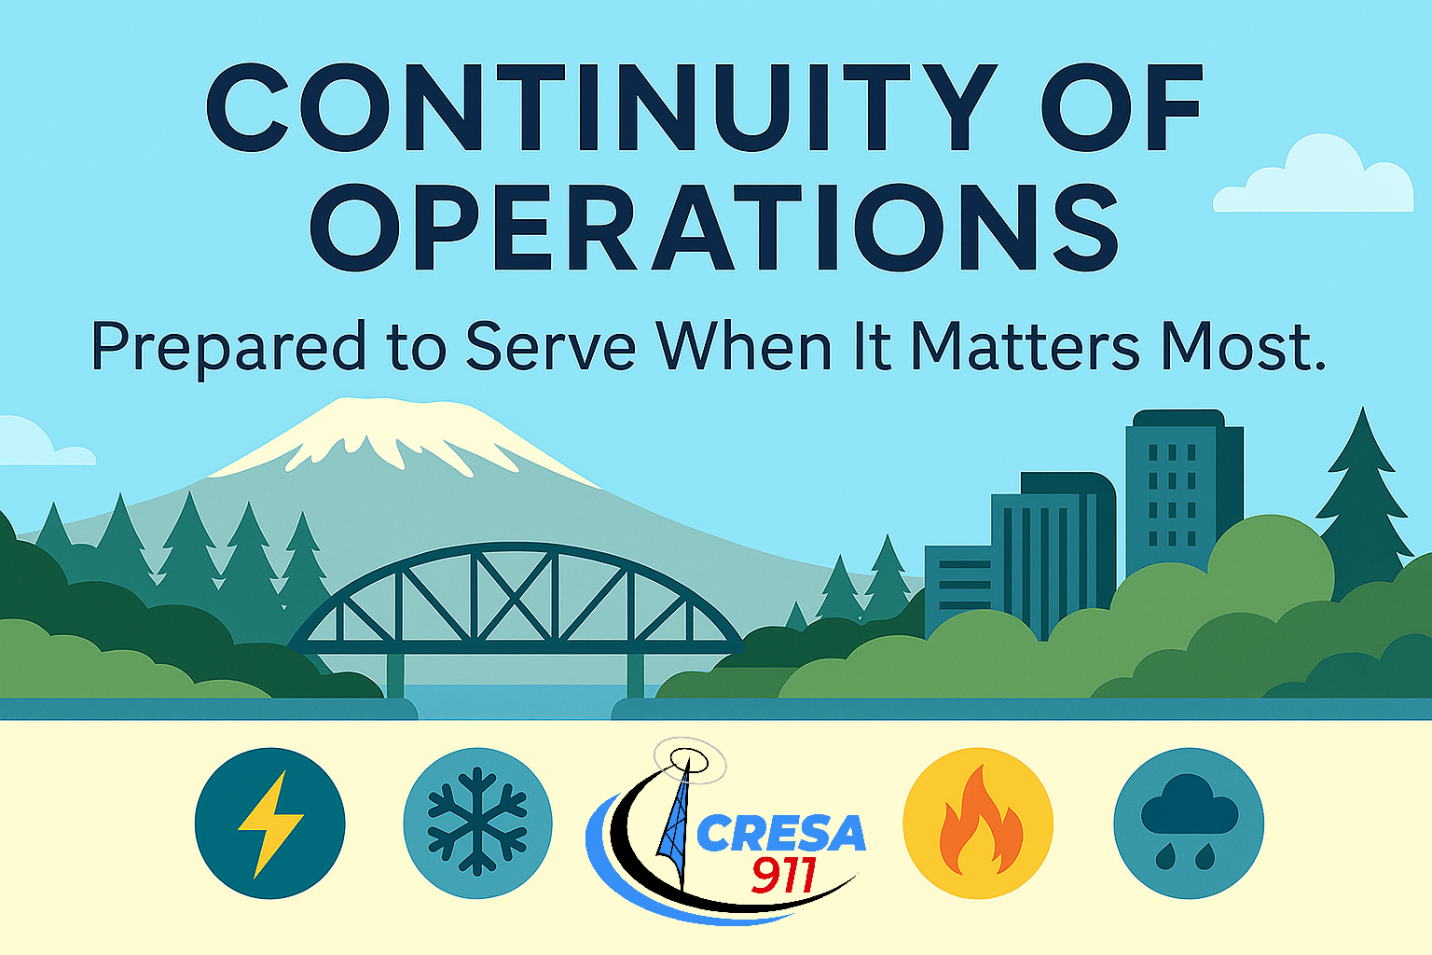 CONTINUITY OF
OPERATIONS
Prepared to Serve When It Matters Most.
CRESA
911